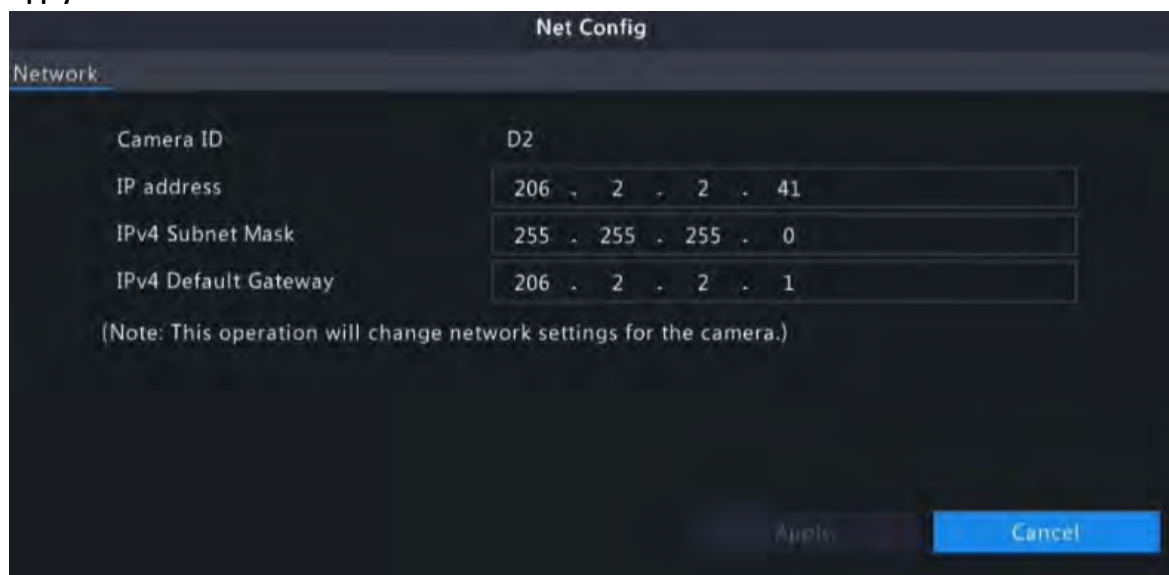 Net Config
Network
Camera ID D2
IP address 206 . 2 . 2 . 41
IPv4 Subnet Mask 255 . 255 . 255 . 0
IPv4 Default Gateway 206 . 2 . 2 . 1
(Note: This operation will change network settings for the camera.)
Apply Cancel